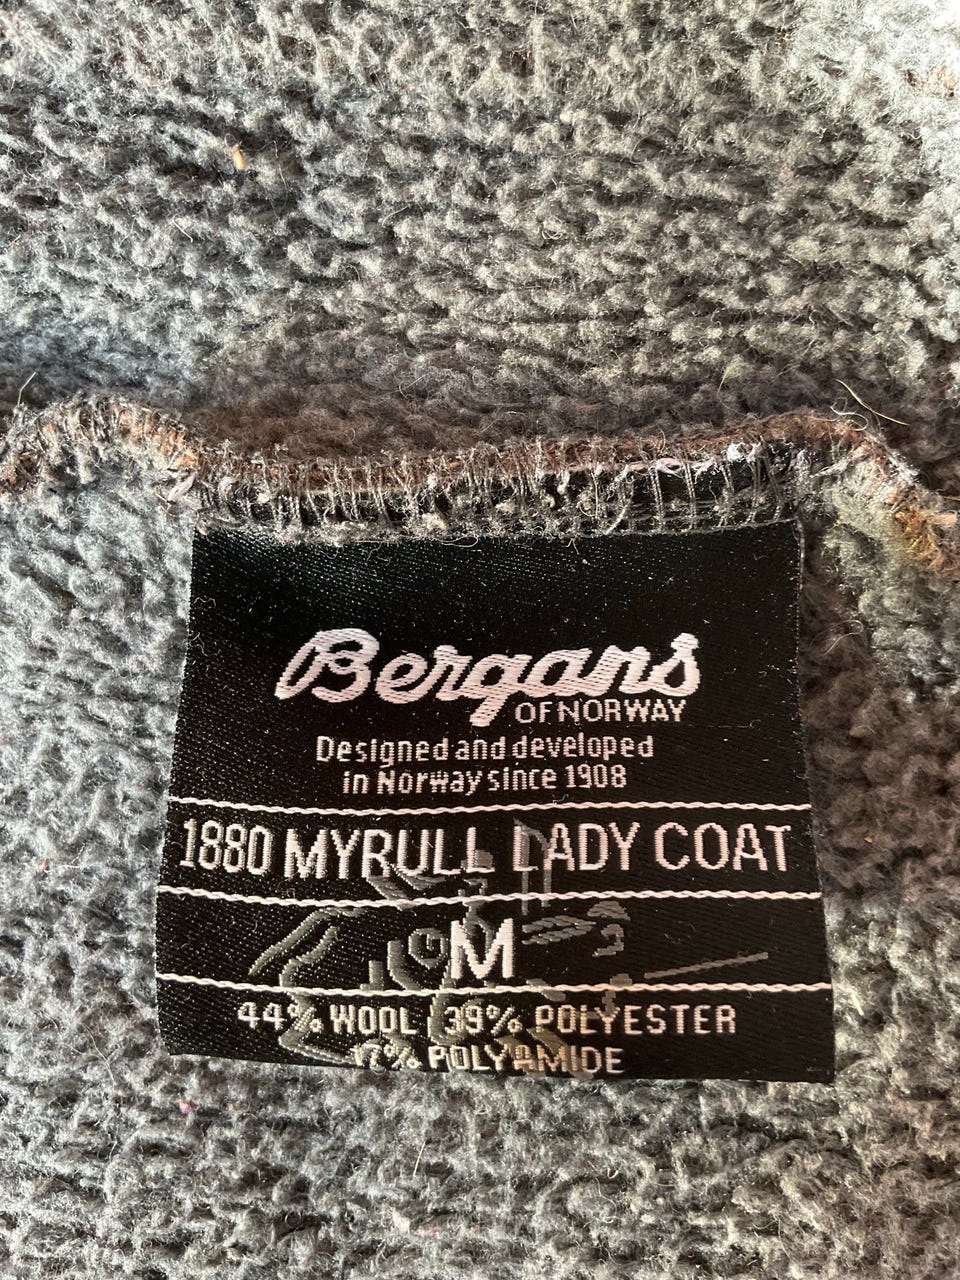 Bergans
OF NORWAY
Designed and developed
in Norway since 1908
1880 MYRULL LADY COAT
M
44% WOOL 39% POLYESTER
17% POLYAMIDE